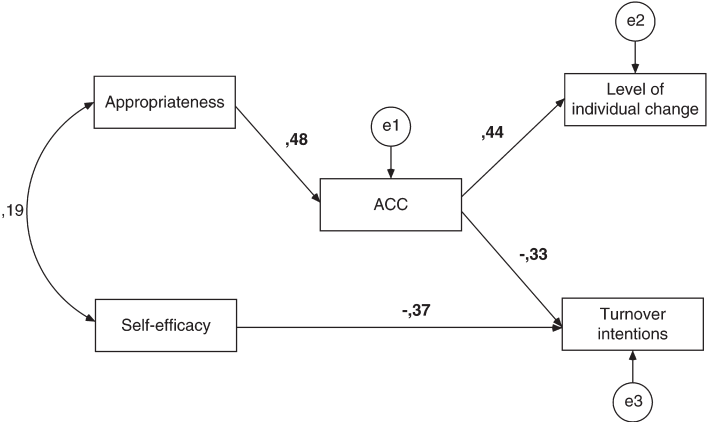 e2
Appropriateness
Level of
individual change
e1
,48
,44
ACC
,19
-,33
Self-efficacy
-,37
Turnover
intentions
e3